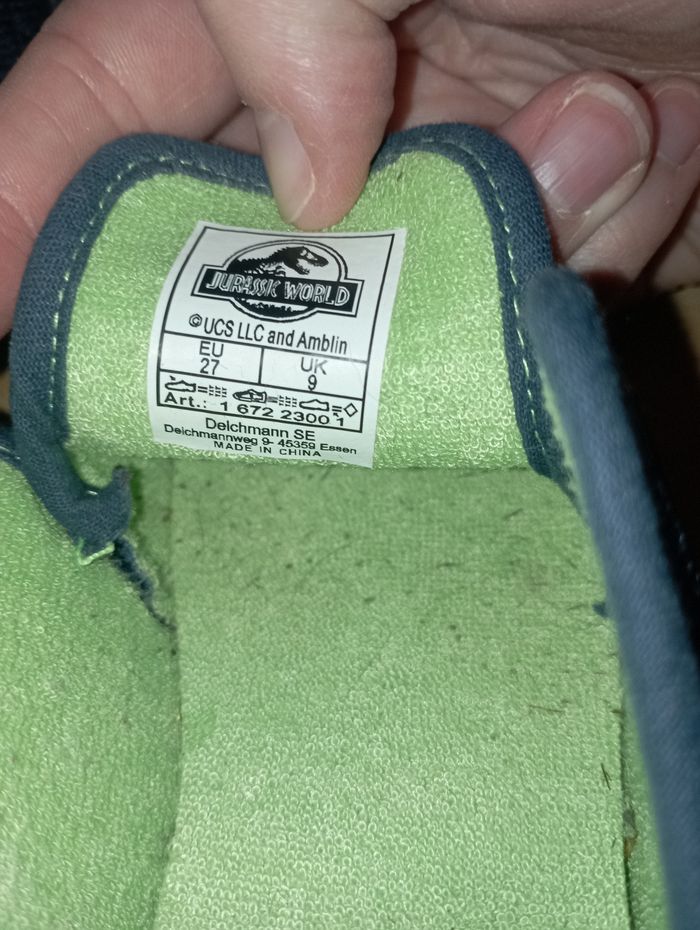 JURASSIC WORLD
©UCS LLC and Amblin
EU UK
27 9
Art.: 1 672 2300 1
Deichmann SE
Deichmannweg 9- 45359 Essen
MADE IN CHINA